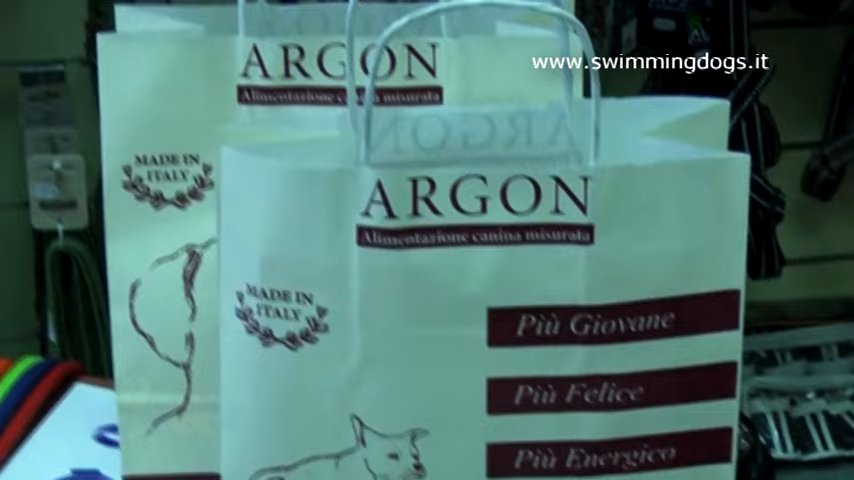 www.swimmingdogs.it
ARGON
Alimentazione canina misurata
MADE IN
ITALY
ARGON
ARGON
Alimentazione canina misurata
MADE IN
ITALY
Più Giovane
Più Felice
Più Energico